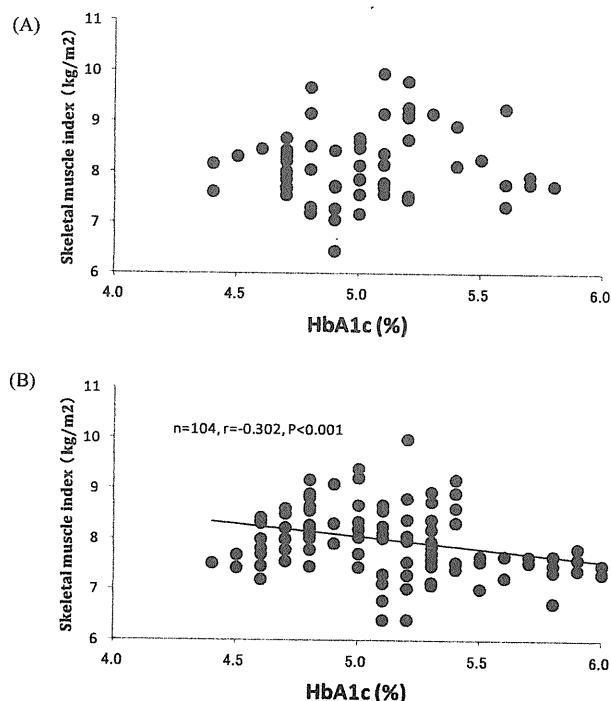 (A)
Skeletal muscle index (kg/m2)
11
10
9
8
7
6
4.0 4.5 5.0 5.5 6.0
HbA1c (%)
(B)
Skeletal muscle index (kg/m2)
11
10
9
8
7
6
n=104, r=-0.302, P<0.001
4.0 4.5 5.0 5.5 6.0
HbA1c (%)